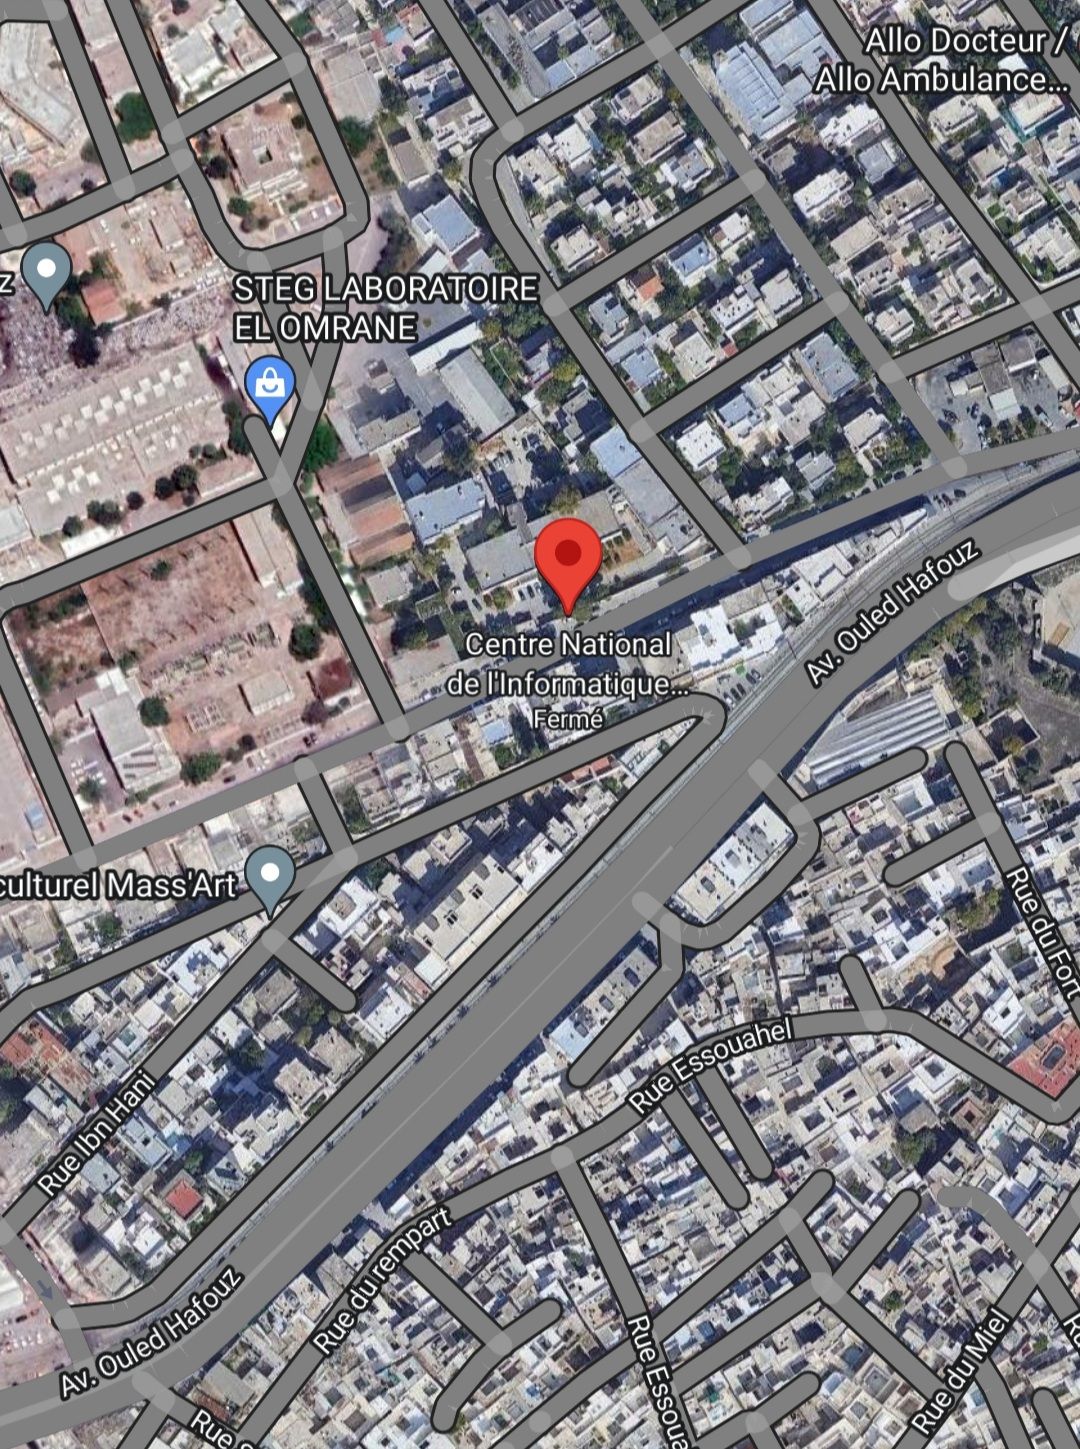 Allo Docteur /
Allo Ambulance...
z
STEG LABORATOIRE
EL OMRANE
Av. Ouled Hafouz
Centre National
de l'Informatique...
Fermé
culturel Mass'Art
Rue du Fort
Rue Essouahel
Rue Ibn Hani
Rue du rempart
Av. Ouled Hafouz
Rue Essoua
Rue du Miel
Rue